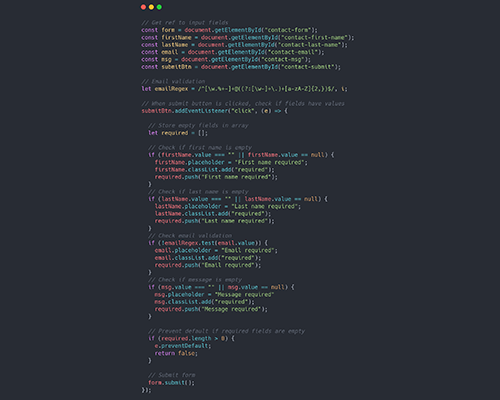 // Get ref to input fields
const form = document.getElementById("contact-form");
const firstName = document.getElementById("contact-first-name");
const lastName = document.getElementById("contact-last-name");
const email = document.getElementById("contact-email");
const msg = document.getElementById("contact-msg");
const submitBtn = document.getElementById("contact-submit");
// Email validation
let emailRegex = /^[\w.%+-]+@((?:[\w-]+\.)+[a-zA-Z]{2,})$/, i;
// When submit button is clicked, check if fields have values
submitBtn.addEventListener("click", (e) => {
// Store empty fields in array
let required = [];
// Check if first name is empty
if (firstName.value === "" || firstName.value == null) {
firstName.placeholder = "First name required";
firstName.classList.add("required");
required.push("First name required");
}
// Check if last name is empty
if (lastName.value === "" || lastName.value == null) {
lastName.placeholder = "Last name required";
lastName.classList.add("required");
required.push("Last name required");
}
// Check email validation
if (!emailRegex.test(email.value)) {
email.placeholder = "Email required";
email.classList.add("required");
required.push("Email required");
}
// Check if message is empty
if (msg.value === "" || msg.value == null) {
msg.placeholder = "Message required"
msg.classList.add("required");
required.push("Message required");
}
// Prevent default if required fields are empty
if (required.length > 0) {
e.preventDefault;
return false;
}
// Submit form
form.submit();
});